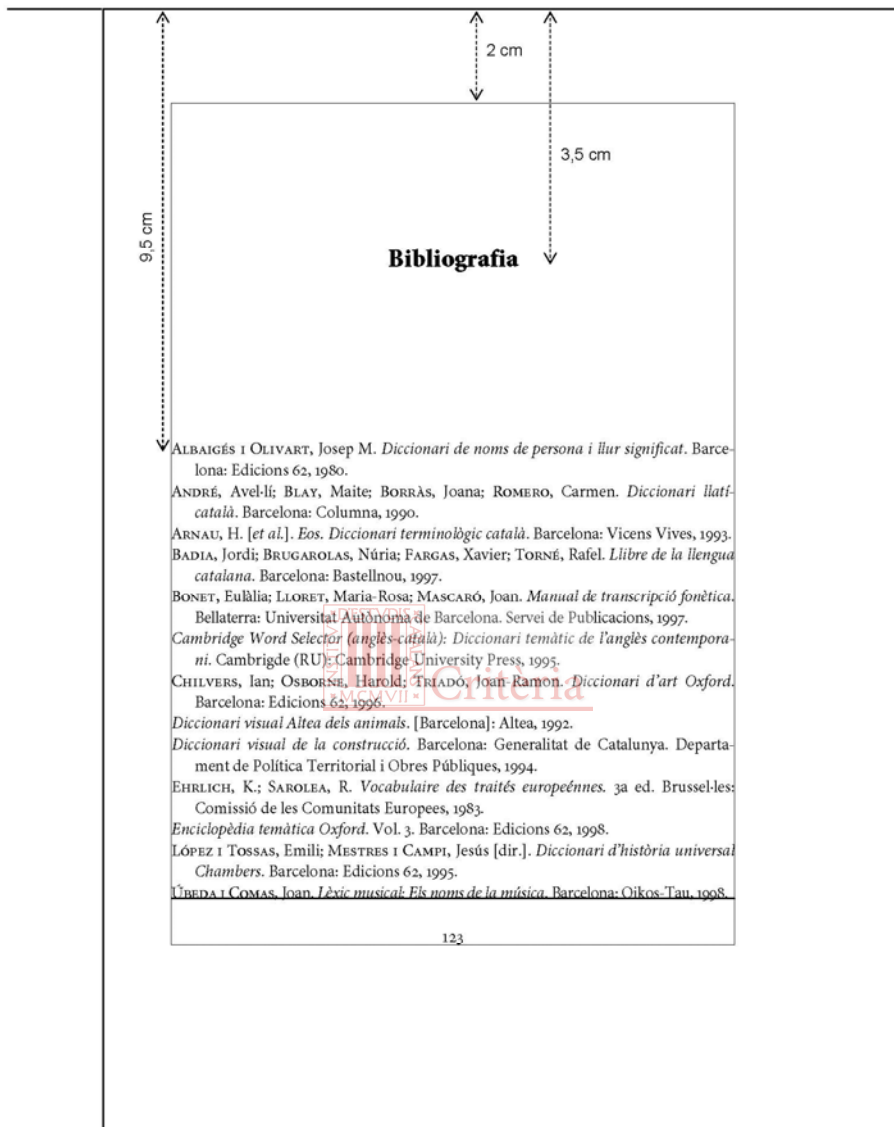 2 cm
3,5 cm
9,5 cm
Bibliografia
ALBAIGÉS I OLIVART, Josep M. Diccionari de noms de persona i llur significat. Barce-
lona: Edicions 62, 1980.
ANDRÉ, Avel·lí; BLAY, Maite; BORRÀS, Joana; ROMERO, Carmen. Diccionari llatí-
català. Barcelona: Columna, 1990.
ARNAU, H. [et al.]. Eos. Diccionari terminològic català. Barcelona: Vicens Vives, 1993.
BADIA, Jordi; BRUGAROLAS, Núria; FARGAS, Xavier; TORNÉ, Rafel. Llibre de la llengua
catalana. Barcelona: Bastellnou, 1997.
BONET, Eulàlia; LLORET, Maria-Rosa; MASCARÓ, Joan. Manual de transcripció fonètica.
Bellaterra: Universitat Autònoma de Barcelona. Servei de Publicacions, 1997.
Cambridge Word Selector (anglès-català): Diccionari temàtic de l'anglès contempora-
ni. Cambrigde (RU): Cambridge University Press, 1995.
CHILVERS, Ian; OSBORNE, Harold; TRIADÓ, Joan-Ramon. Diccionari d'art Oxford.
Barcelona: Edicions 62, 1996.
Diccionari visual Altea dels animals. [Barcelona]: Altea, 1992.
Diccionari visual de la construcció. Barcelona: Generalitat de Catalunya. Departa-
ment de Política Territorial i Obres Públiques, 1994.
EHRLICH, K.; SAROLEA, R. Vocabulaire des traités europeénnes. 3a ed. Brussel·les:
Comissió de les Comunitats Europees, 1983.
Enciclopèdia temàtica Oxford. Vol. 3. Barcelona: Edicions 62, 1998.
LÓPEZ I TOSSAS, Emili; MESTRES I CAMPI, Jesús [dir.]. Diccionari d'història universal
Chambers. Barcelona: Edicions 62, 1995.
ÚBEDA I COMAS, Joan. Lèxic musical: Els noms de la música. Barcelona: Oikos-Tau, 1998.
123
INSTITVT D'ESTVDIS CATALANS
MCMVII
Critèria